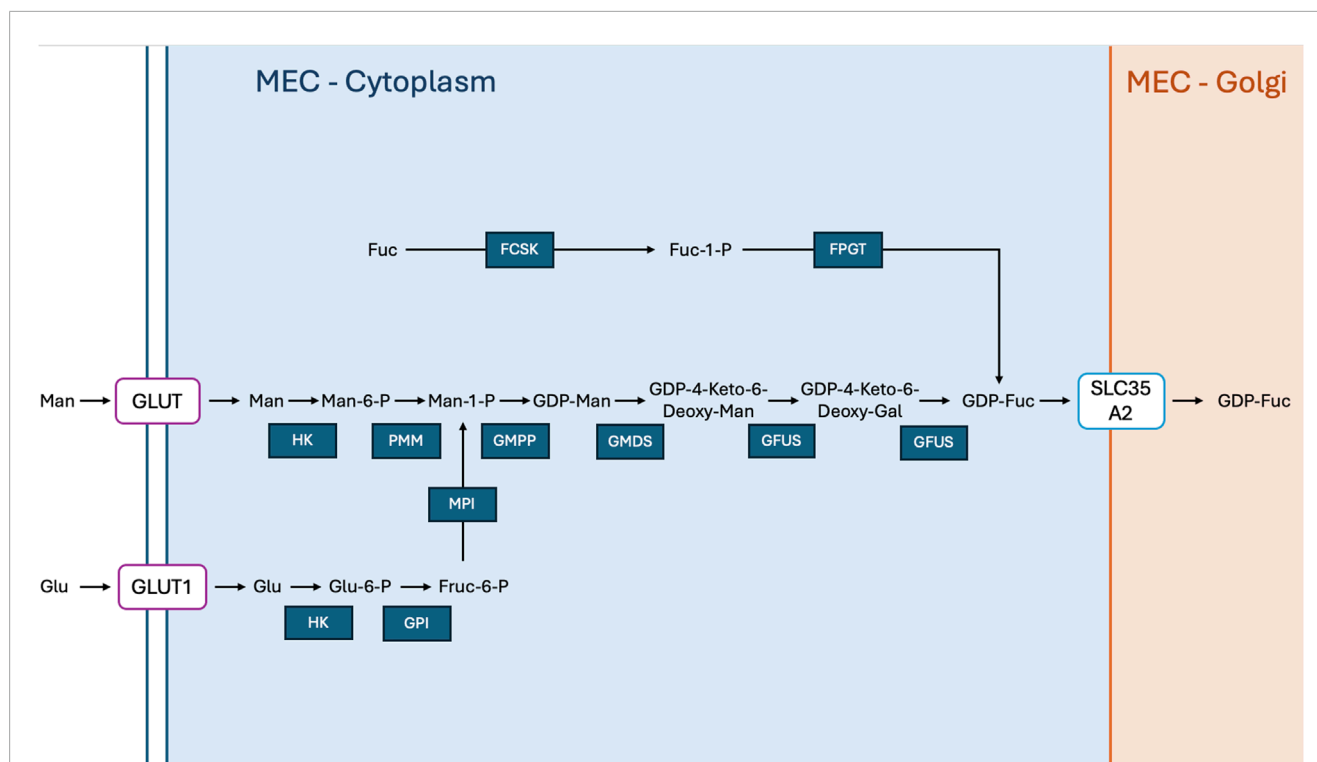 MEC - Cytoplasm
MEC - Golgi
Fuc
FCSK
Fuc-1-P
FPGT
Man
GLUT
Man
Man-6-P
Man-1-P
GDP-Man
GDP-4-Keto-6-
Deoxy-Man
GDP-4-Keto-6-
Deoxy-Gal
GDP-Fuc
SLC35
A2
GDP-Fuc
HK
PMM
GMPP
GMDS
GFUS
GFUS
MPI
Glu
GLUT1
Glu
Glu-6-P
Fruc-6-P
HK
GPI